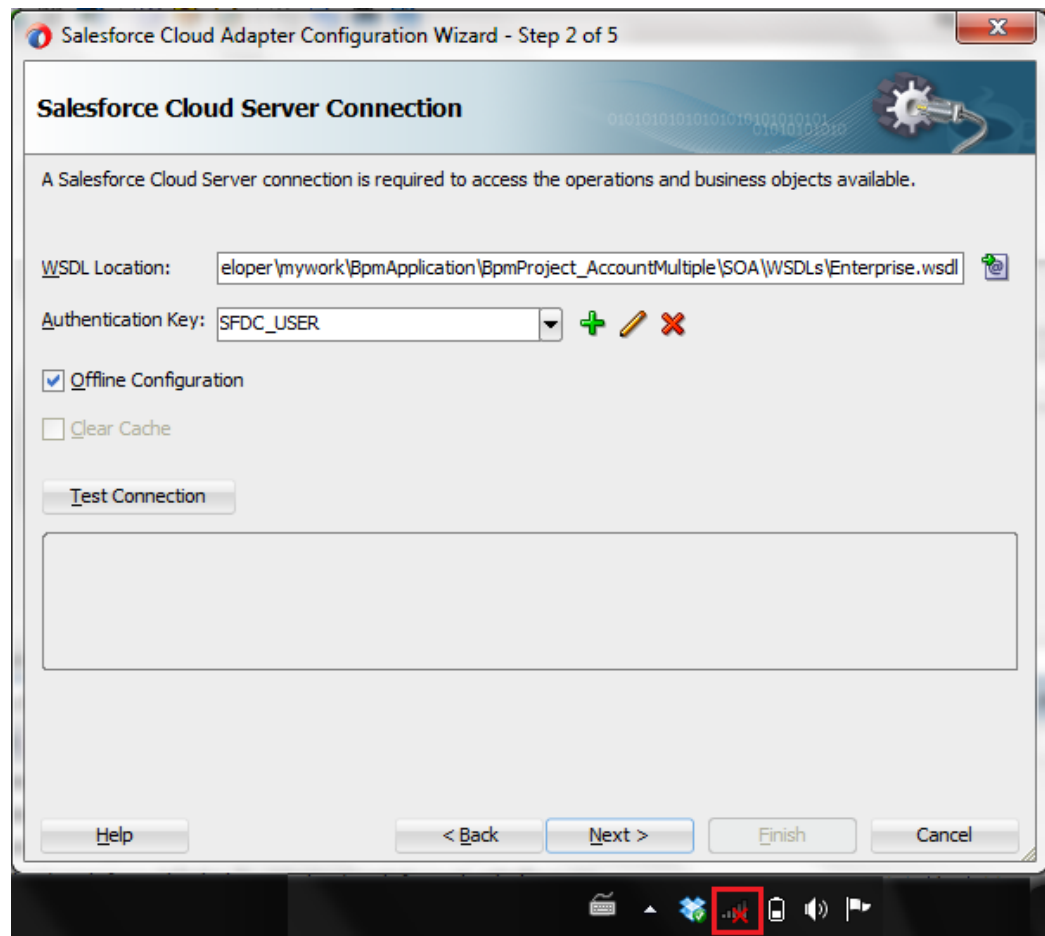 Salesforce Cloud Adapter Configuration Wizard - Step 2 of 5
Salesforce Cloud Server Connection
A Salesforce Cloud Server connection is required to access the operations and business objects available.
WSDL Location: eloper\mywork\BpmApplication\BpmProject_AccountMultiple\SOA\WSDLs\Enterprise.wsdl
Authentication Key: SFDC_USER
Offline Configuration
Clear Cache
Test Connection
Help < Back Next > Finish Cancel